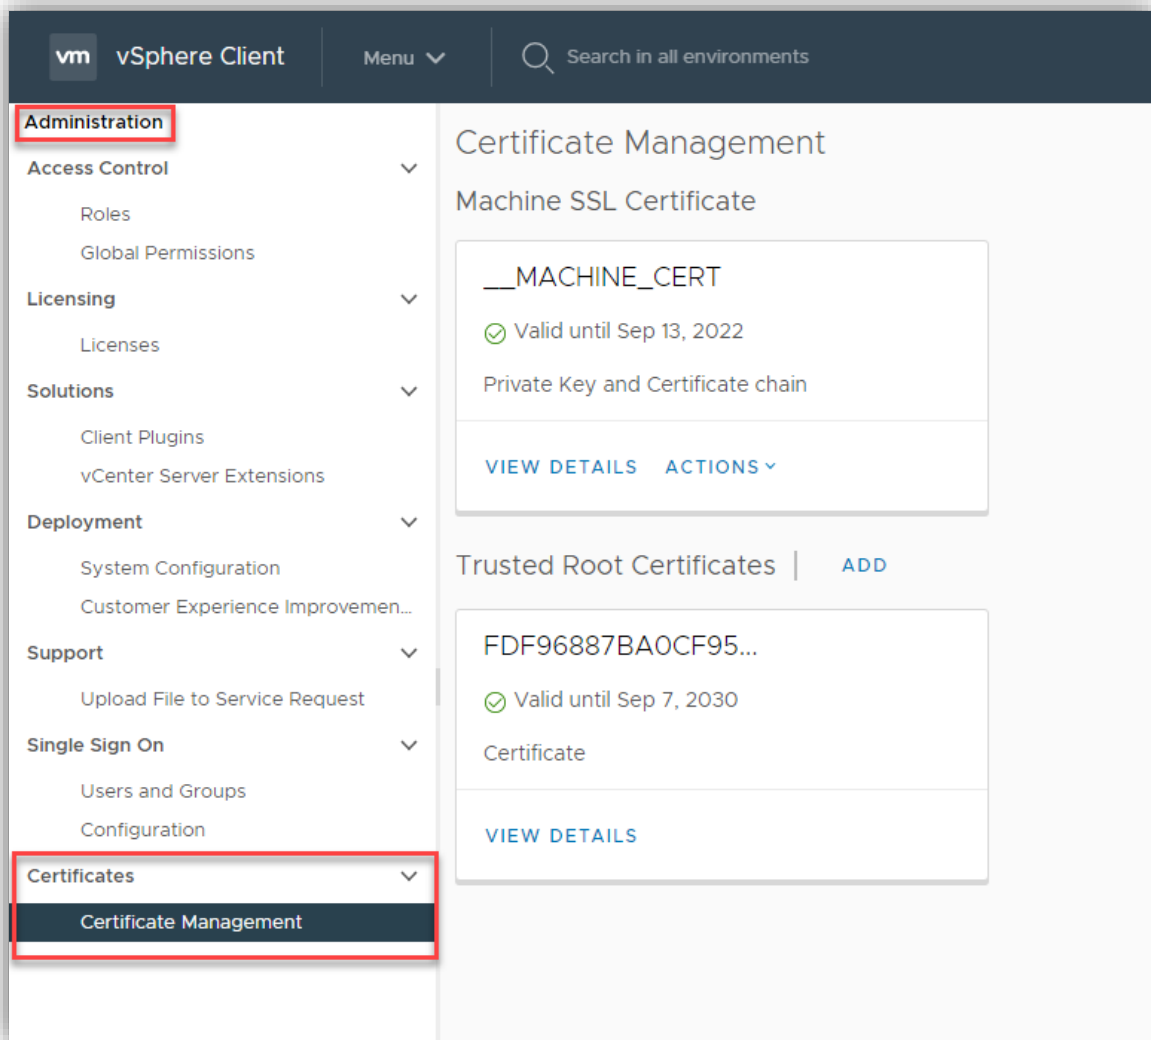 vm vSphere Client Menu Search in all environments
Administration
Access Control
Roles
Global Permissions
Licensing
Licenses
Solutions
Client Plugins
vCenter Server Extensions
Deployment
System Configuration
Customer Experience Improvemen...
Support
Upload File to Service Request
Single Sign On
Users and Groups
Configuration
Certificates
Certificate Management
Certificate Management
Machine SSL Certificate
__MACHINE_CERT
Valid until Sep 13, 2022
Private Key and Certificate chain
VIEW DETAILS ACTIONS
Trusted Root Certificates | ADD
FDF96887BA0CF95...
Valid until Sep 7, 2030
Certificate
VIEW DETAILS